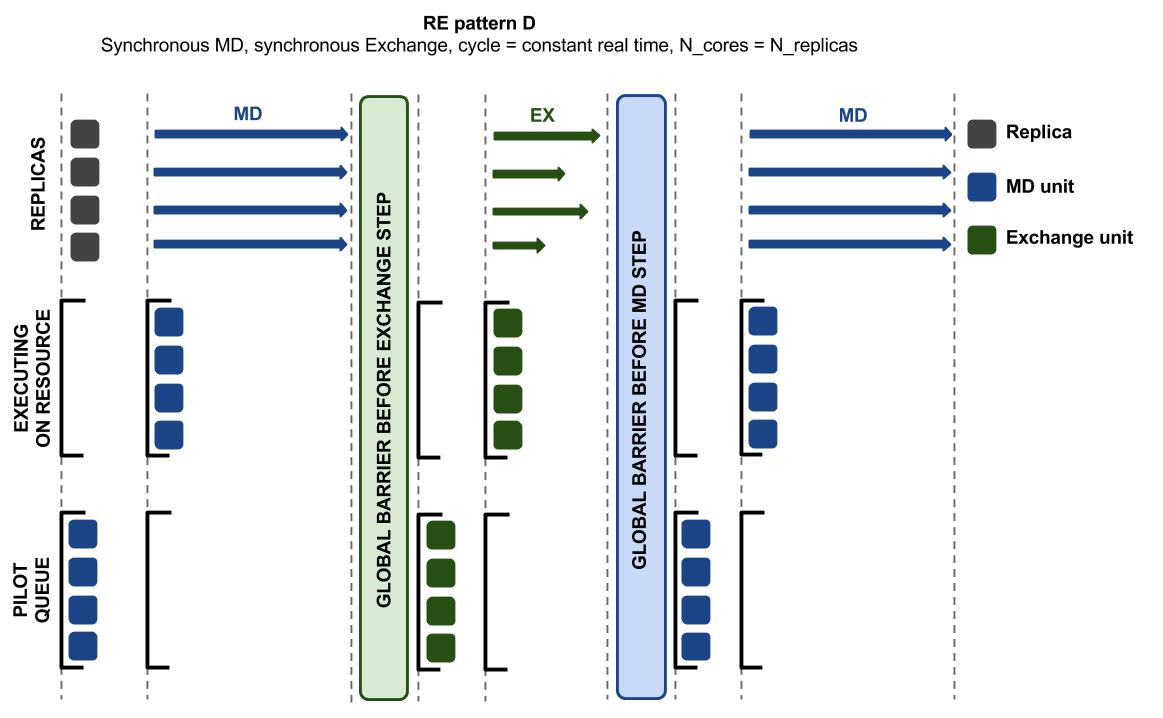 RE pattern D
Synchronous MD, synchronous Exchange, cycle = constant real time, N_cores = N_replicas
MD
EX
MD
Replica
MD unit
Exchange unit
REPLICAS
EXECUTING
ON RESOURCE
PILOT
QUEUE
GLOBAL BARRIER BEFORE EXCHANGE STEP
GLOBAL BARRIER BEFORE MD STEP